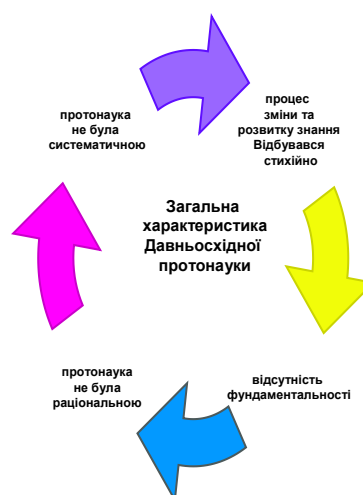 протонаука
не була
систематичною
процес
зміни та
розвитку знання
Відбувався
стихійно
Загальна
характеристика
Давньосхідної
протонауки
протонаука
не була
раціональною
відсутність
фундаментальності